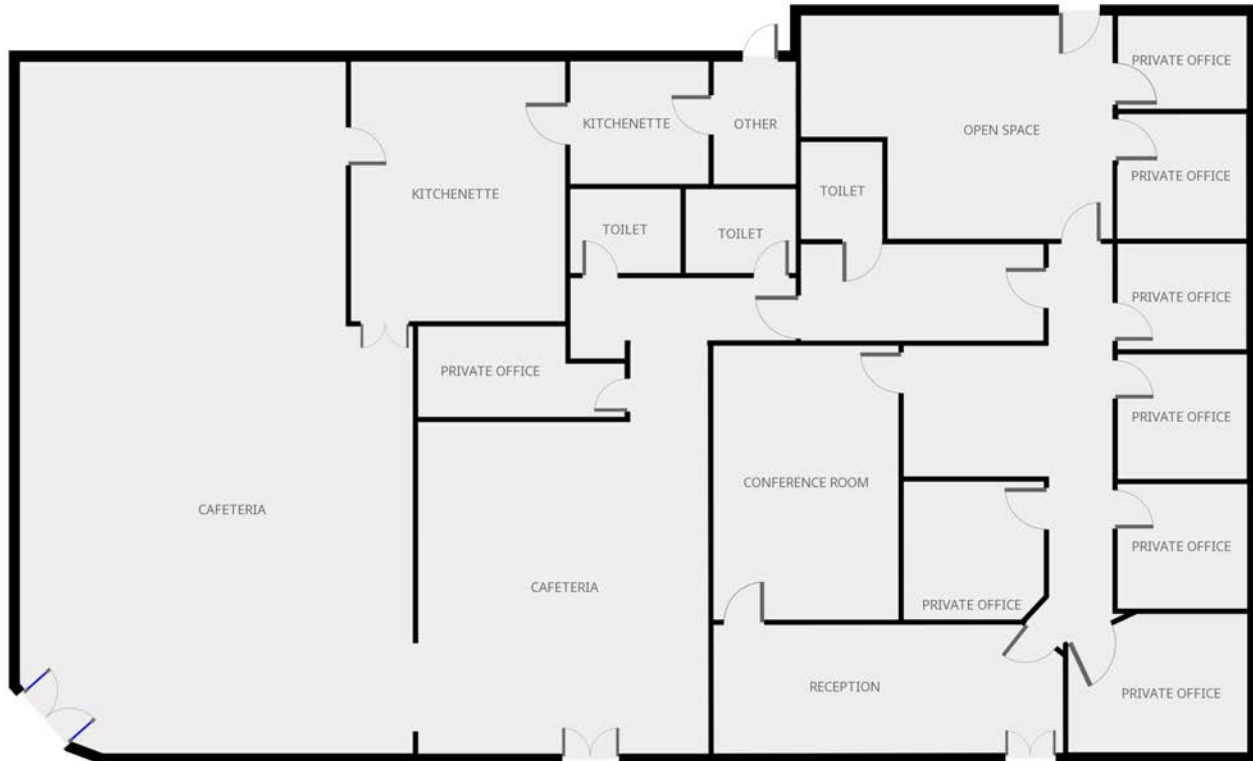 PRIVATE OFFICE
KITCHENETTE
OTHER
OPEN SPACE
PRIVATE OFFICE
KITCHENETTE
TOILET
TOILET
TOILET
PRIVATE OFFICE
PRIVATE OFFICE
PRIVATE OFFICE
CONFERENCE ROOM
CAFETERIA
PRIVATE OFFICE
CAFETERIA
PRIVATE OFFICE
RECEPTION
PRIVATE OFFICE